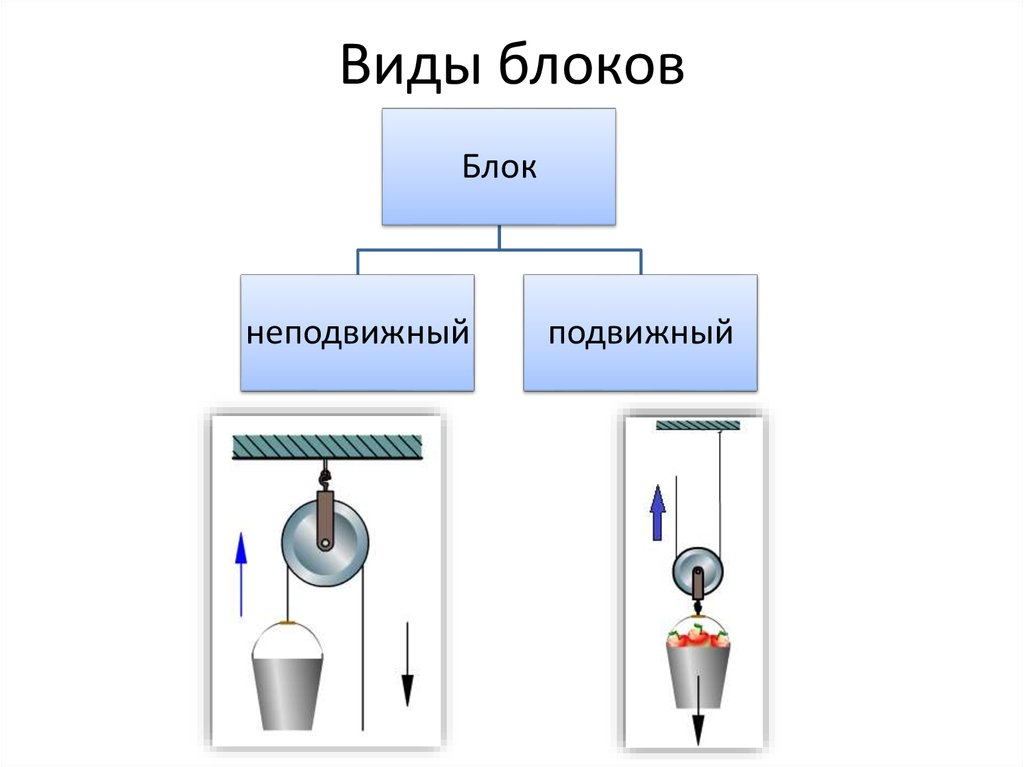 Виды блоков
Блок
неподвижный
подвижный